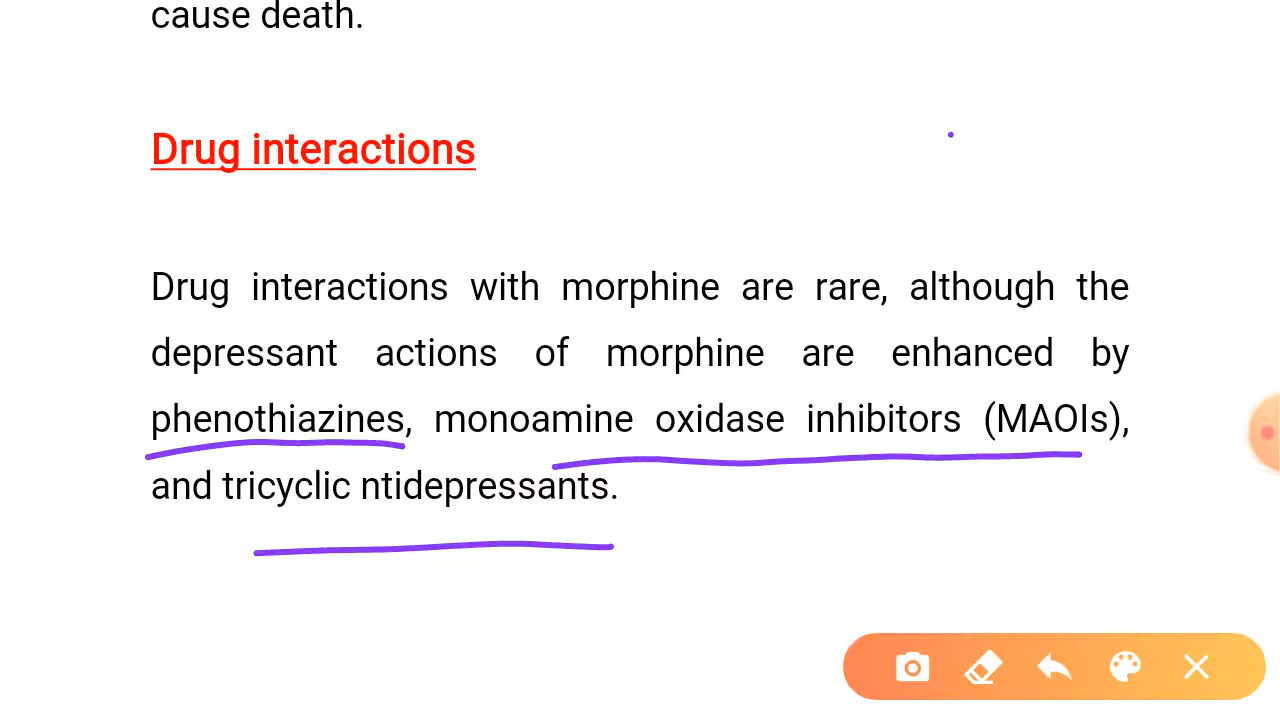 cause death.
Drug interactions
Drug interactions with morphine are rare, although the
depressant actions of morphine are enhanced by
phenothiazines, monoamine oxidase inhibitors (MAOIs),
and tricyclic ntidepressants.